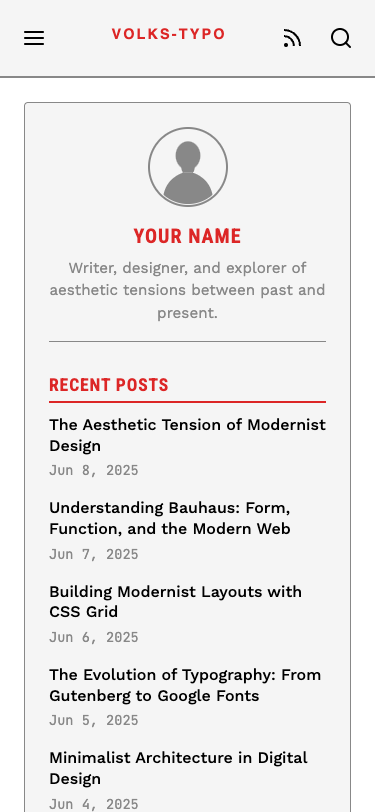 VOLKS-TYPO
YOUR NAME
Writer, designer, and explorer of
aesthetic tensions between past and
present.
RECENT POSTS
The Aesthetic Tension of Modernist
Design
Jun 8, 2025
Understanding Bauhaus: Form,
Function, and the Modern Web
Jun 7, 2025
Building Modernist Layouts with
CSS Grid
Jun 6, 2025
The Evolution of Typography: From
Gutenberg to Google Fonts
Jun 5, 2025
Minimalist Architecture in Digital
Design
Jun 4, 2025